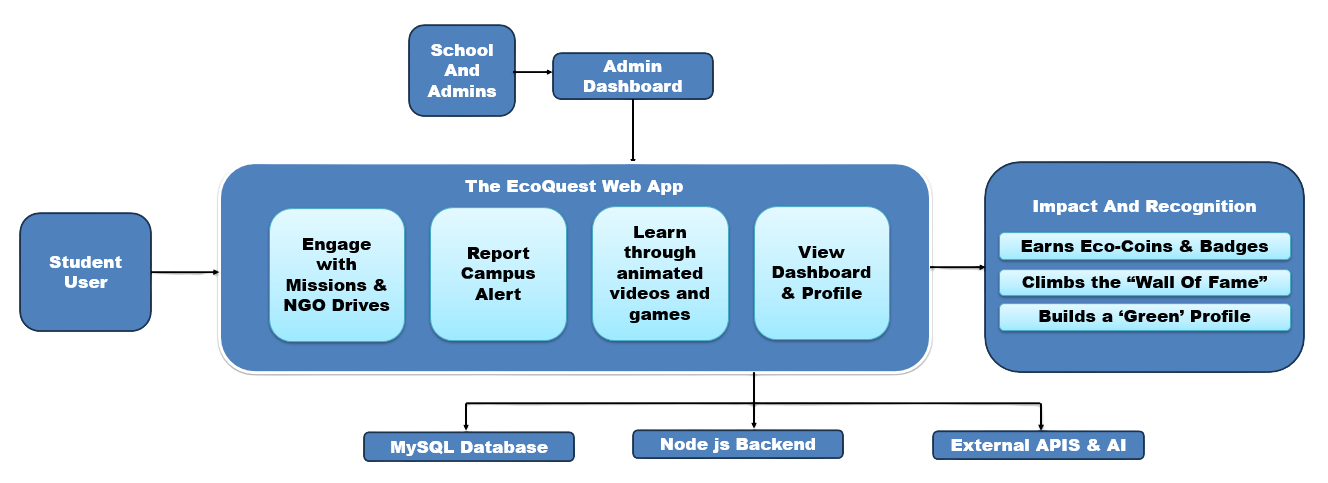 School
And
Admins
Admin
Dashboard
The EcoQuest Web App
Student
User
Engage
with
Missions &
NGO Drives
Report
Campus
Alert
Learn
through
animated
videos and
games
View
Dashboard
& Profile
Impact And Recognition
Earns Eco-Coins & Badges
Climbs the “Wall Of Fame”
Builds a ‘Green’ Profile
MySQL Database
Node js Backend
External APIS & AI